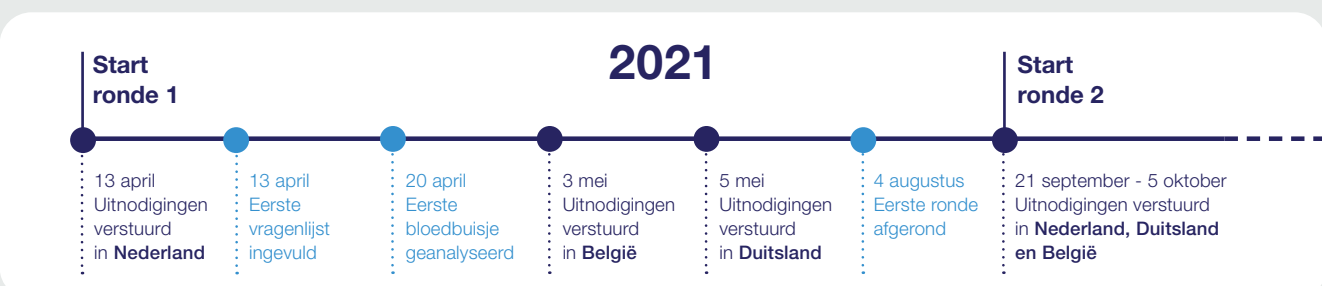 2021
Start
ronde 1
Start
ronde 2
13 april
Uitnodigingen
verstuurd
in Nederland
13 april
Eerste
vragenlijst
ingevuld
20 april
Eerste
bloedbuisje
geanalyseerd
3 mei
Uitnodigingen
verstuurd
in België
5 mei
Uitnodigingen
verstuurd
in Duitsland
4 augustus
Eerste ronde
afgerond
21 september - 5 oktober
Uitnodigingen verstuurd
in Nederland, Duitsland
en België